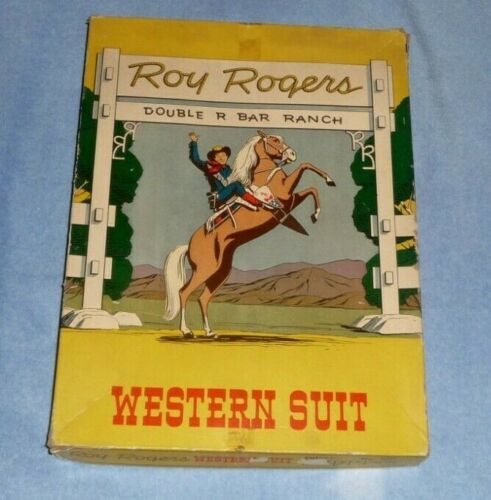 Roy Rogers
DOUBLE R BAR RANCH
WESTERN SUIT
Roy Rogers WESTERN SUIT